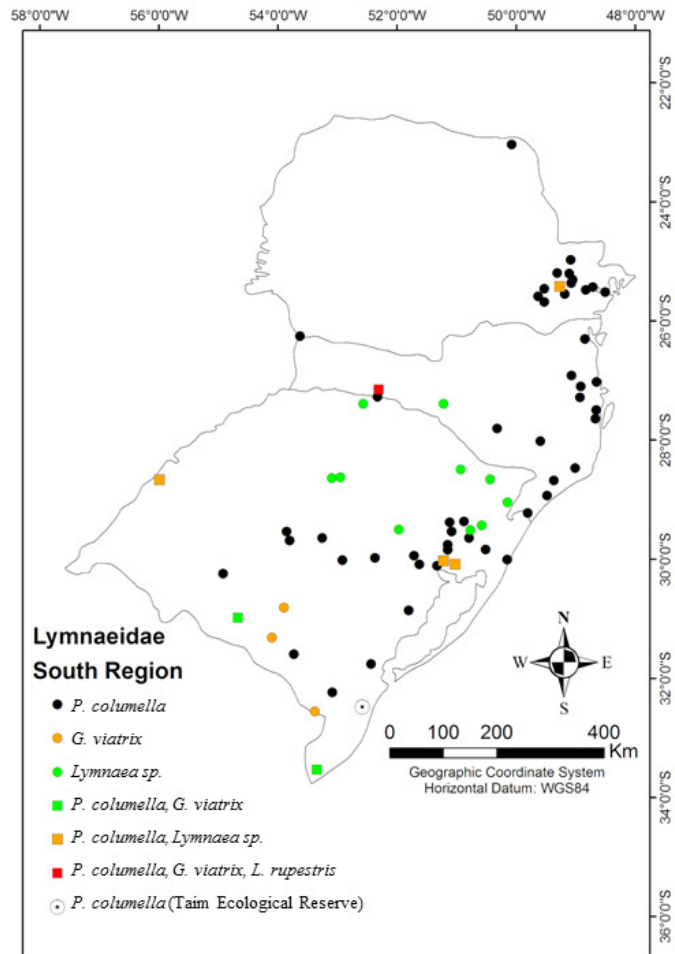 58°0'0"W 56°0'0"W 54°0'0"W 52°0'0"W 50°0'0"W 48°0'0"W
22°0'0"S
24°0'0"S
26°0'0"S
28°0'0"S
30°0'0"S
32°0'0"S
34°0'0"S
36°0'0"S
Lymnaeidae
South Region
P. columella
G. viatrix
Lymnaea sp.
P. columella, G. viatrix
P. columella, Lymnaea sp.
P. columella, G. viatrix, L. rupestris
P. columella (Taim Ecological Reserve)
N
W E
S
0 100 200 400
Km
Geographic Coordinate System
Horizontal Datum: WGS84